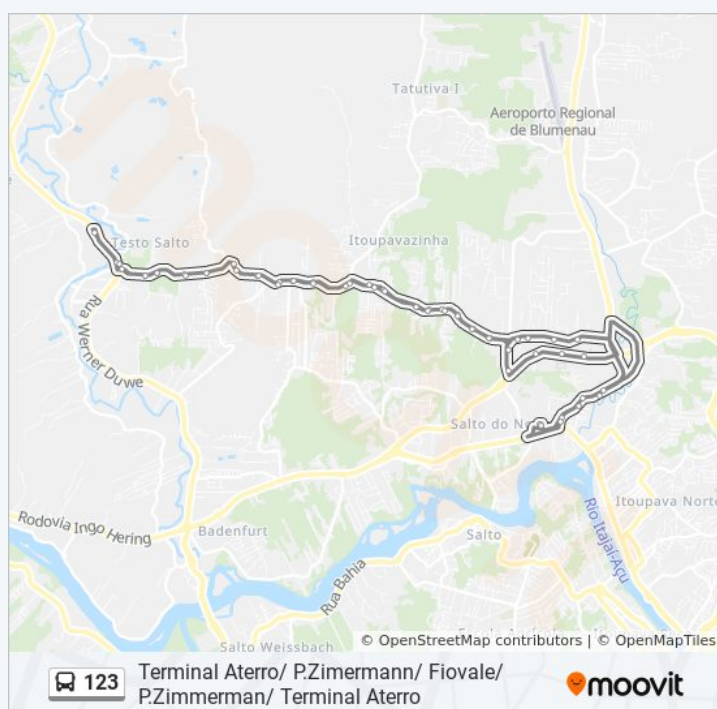 Tatutiva I
Aeroporto Regional
de Blumenau
Testo Salto
Itoupavazinha
Rua Werner Duwe
Salto do No
Itoupava Norte
Rodovia Ingo Hering
Badenfurt
Salto
Rio Itajaí-Açu
Rua Bahia
Salto Weissbach
© OpenStreetMap contributors | © OpenMapTiles
123
Terminal Aterro/ P.Zimermann/ Fiovale/
P.Zimmerman/ Terminal Aterro
moovit